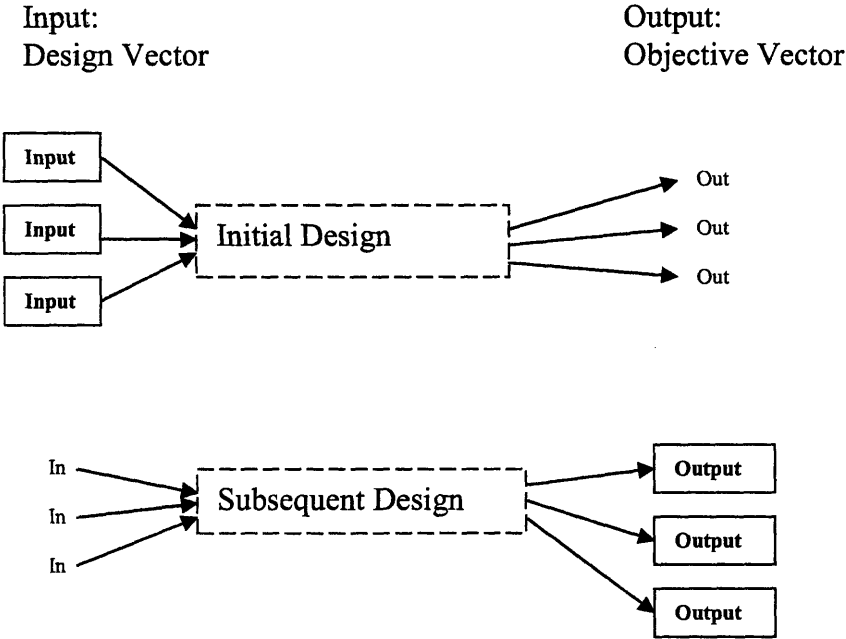 Input:
Design Vector
Output:
Objective Vector
Input
Input
Input
Initial Design
Out
Out
Out
In
In
In
Subsequent Design
Output
Output
Output